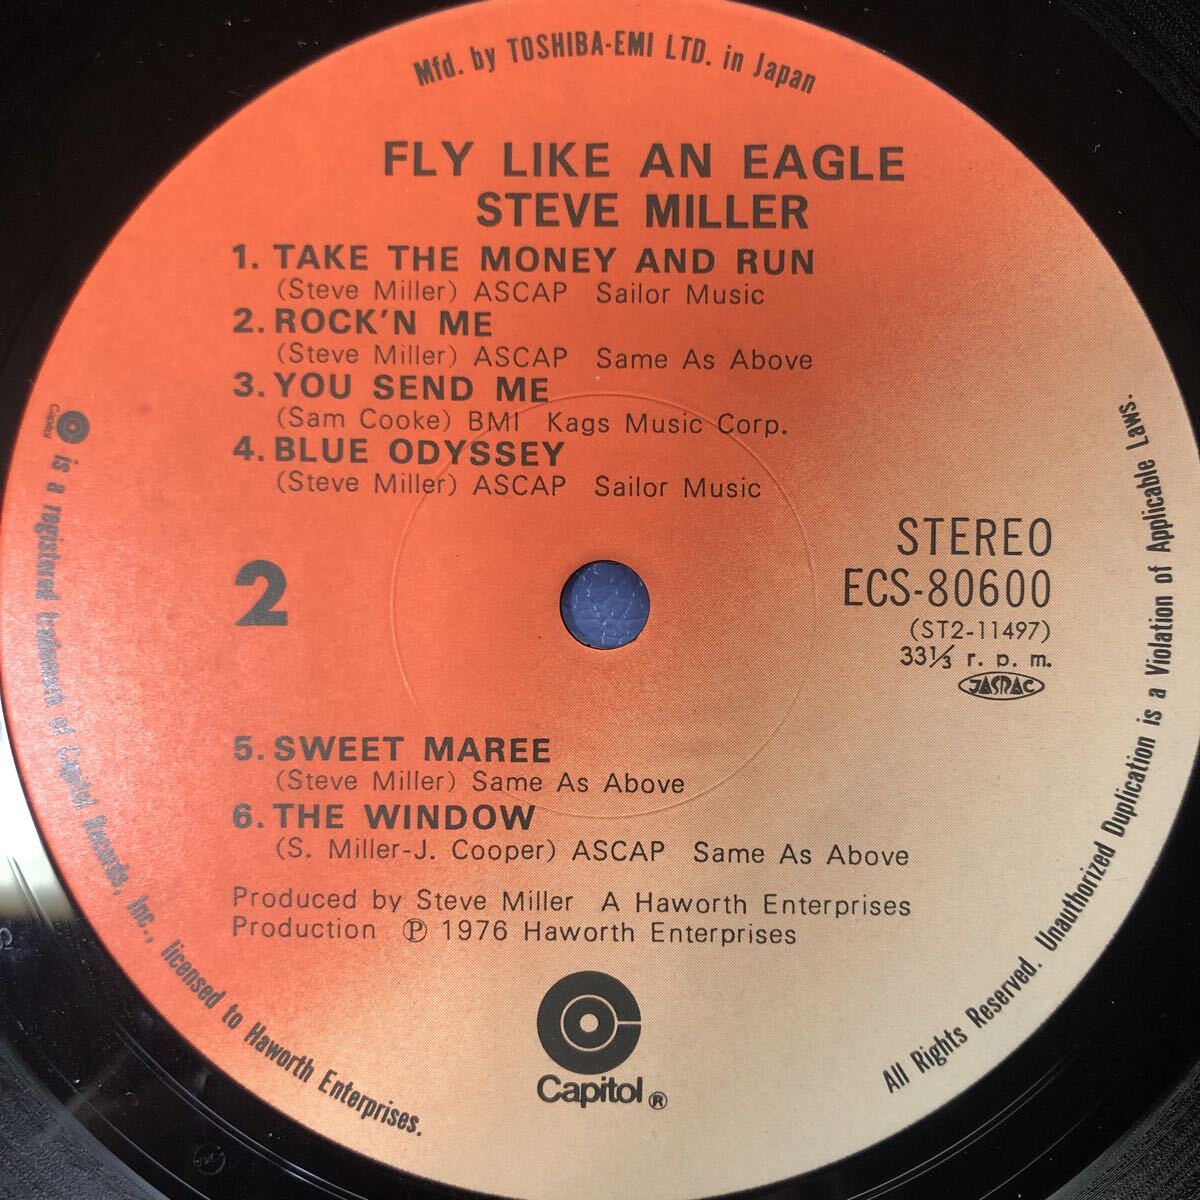 Mfd. by TOSHIBA-EMI LTD. in Japan
FLY LIKE AN EAGLE
STEVE MILLER
1. TAKE THE MONEY AND RUN
(Steve Miller) ASCAP Sailor Music
2. ROCK'N ME
(Steve Miller) ASCAP Same As Above
3. YOU SEND ME
(Sam Cooke) BMI Kags Music Corp.
4. BLUE ODYSSEY
(Steve Miller) ASCAP Sailor Music
2
STEREO
ECS-80600
(ST2-11497)
33⅓ r. p. m.
JASRAC
5. SWEET MAREE
(Steve Miller) Same As Above
6. THE WINDOW
(S. Miller-J. Cooper) ASCAP Same As Above
Produced by Steve Miller A Haworth Enterprises
Production Ⓟ 1976 Haworth Enterprises
Capitol ®
Capitol is a rogistered trademark of Capitol Records, Inc., licensed to Haworth Enterprises.
All Rights Reserved. Unauthorized Duplication is a Violation of Applicable Laws.